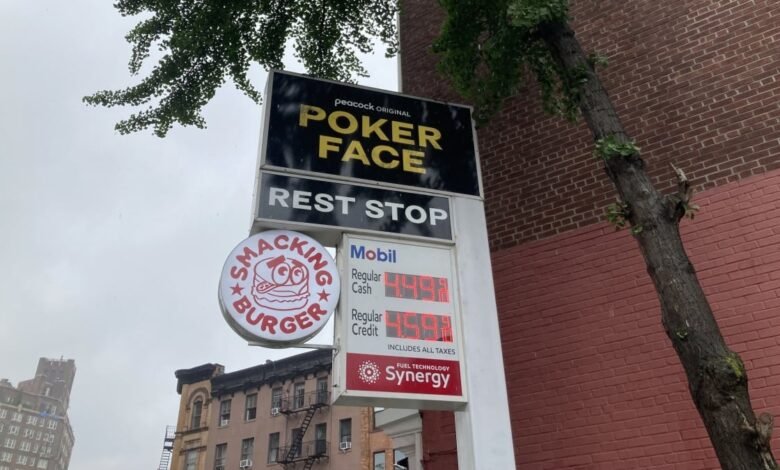 peacock ORIGINAL
POKER
FACE
REST STOP
SMACKING
BURGER
Mobil
Regular
Cash
4.49
Regular
Credit
4.59
INCLUDES ALL TAXES
FUEL TECHNOLOGY
Synergy